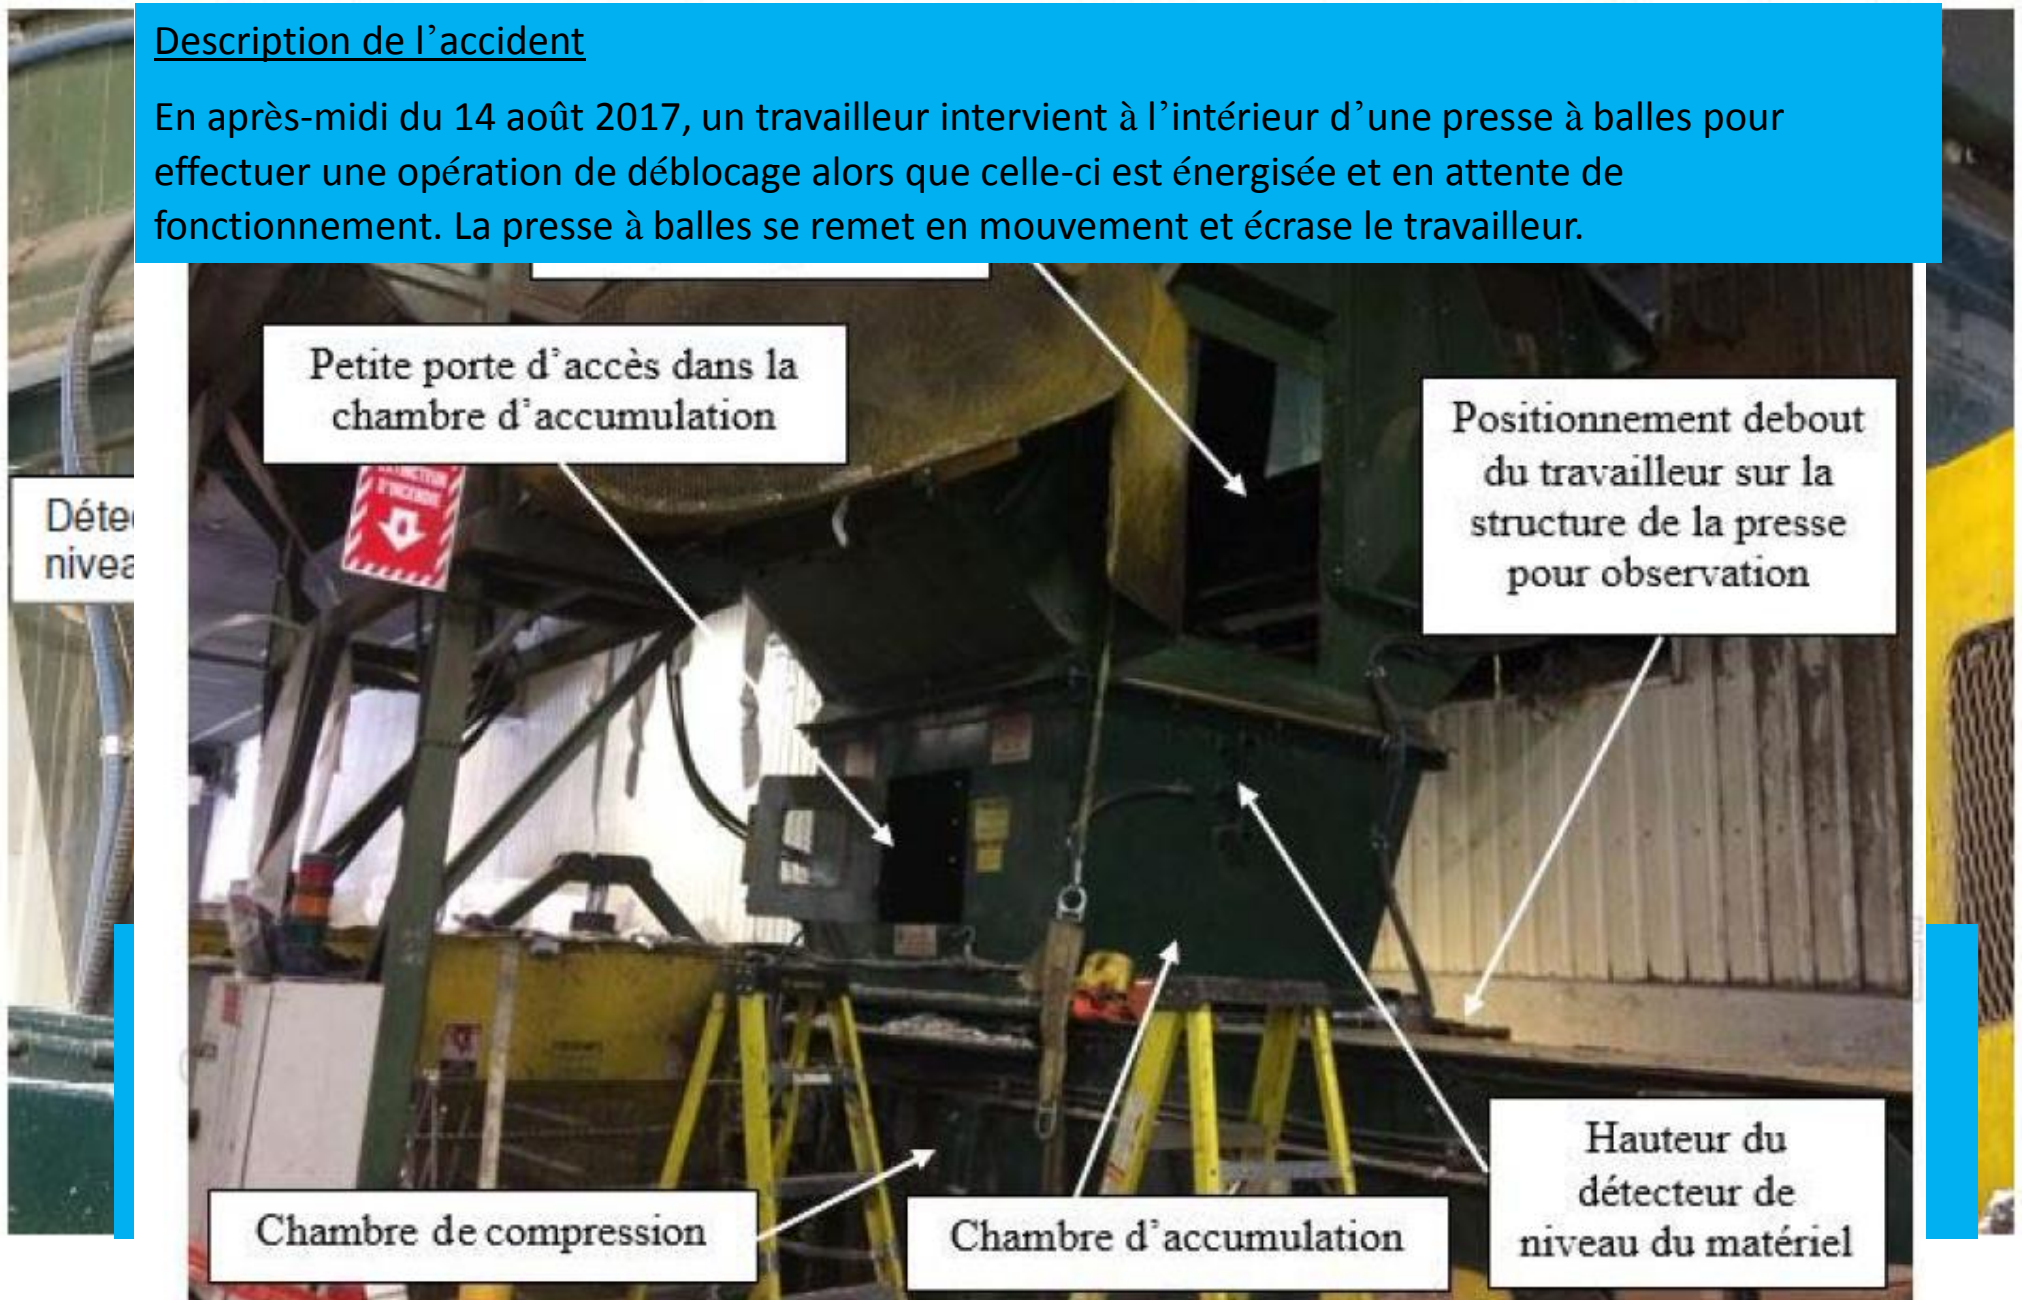 Description de l’accident
En après-midi du 14 août 2017, un travailleur intervient à l’intérieur d’une presse à balles pour
effectuer une opération de déblocage alors que celle-ci est énergisée et en attente de
fonctionnement. La presse à balles se remet en mouvement et écrase le travailleur.
Petite porte d’accès dans la
chambre d’accumulation
Positionnement debout
du travailleur sur la
structure de la presse
pour observation
D'INCENDIE
Hauteur du
détecteur de
niveau du matériel
Chambre de compression
Chambre d’accumulation